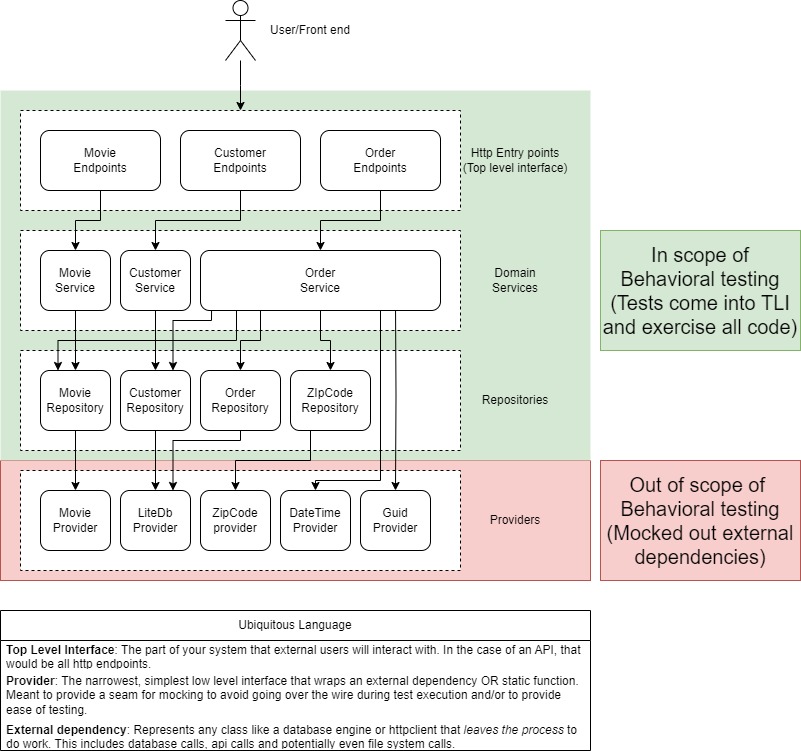 User/Front end
Movie
Endpoints
Customer
Endpoints
Order
Endpoints
Http Entry points
(Top level interface)
Movie
Service
Customer
Service
Order
Service
Domain
Services
In scope of
Behavioral testing
(Tests come into TLI
and exercise all code)
Movie
Repository
Customer
Repository
Order
Repository
ZIpCode
Repository
Repositories
Movie
Provider
LiteDb
Provider
ZipCode
provider
DateTime
Provider
Guid
Provider
Providers
Out of scope of
Behavioral testing
(Mocked out external
dependencies)
Ubiquitous Language
Top Level Interface: The part of your system that external users will interact with. In the case of an API, that
would be all http endpoints.
Provider: The narrowest, simplest low level interface that wraps an external dependency OR static function.
Meant to provide a seam for mocking to avoid going over the wire during test execution and/or to provide
ease of testing.
External dependency: Represents any class like a database engine or httpclient that leaves the process to
do work. This includes database calls, api calls and potentially even file system calls.